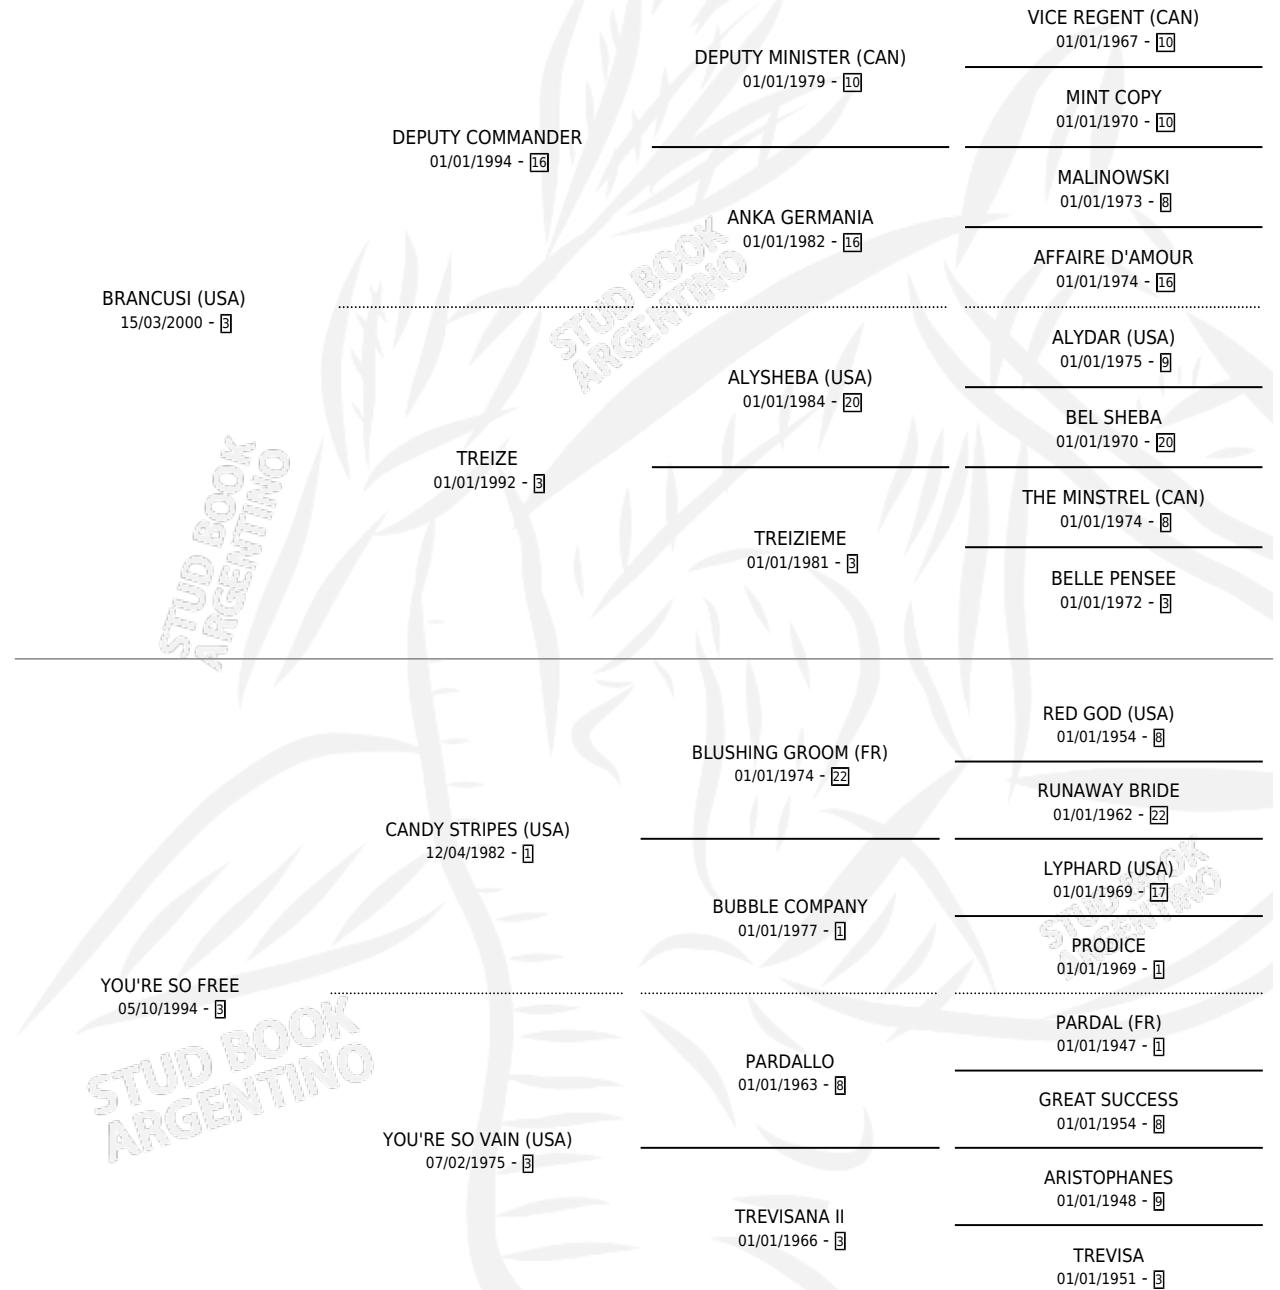 VICE REGENT (CAN)
01/01/1967 - 10
DEPUTY MINISTER (CAN)
01/01/1979 - 10
MINT COPY
01/01/1970 - 10
DEPUTY COMMANDER
01/01/1994 - 16
MALINOWSKI
01/01/1973 - 8
ANKA GERMANIA
01/01/1982 - 16
AFFAIRE D'AMOUR
01/01/1974 - 16
BRANCUSI (USA)
15/03/2000 - 3
ALYDAR (USA)
01/01/1975 - 9
ALYSHEBA (USA)
01/01/1984 - 20
BEL SHEBA
01/01/1970 - 20
TREIZE
01/01/1992 - 3
THE MINSTREL (CAN)
01/01/1974 - 8
TREIZIEME
01/01/1981 - 3
BELLE PENSEE
01/01/1972 - 3
RED GOD (USA)
01/01/1954 - 8
BLUSHING GROOM (FR)
01/01/1974 - 22
RUNAWAY BRIDE
01/01/1962 - 22
CANDY STRIPES (USA)
12/04/1982 - 1
LYPHARD (USA)
01/01/1969 - 17
BUBBLE COMPANY
01/01/1977 - 1
PRODICE
01/01/1969 - 1
YOU'RE SO FREE
05/10/1994 - 3
PARDAL (FR)
01/01/1947 - 1
PARDALLO
01/01/1963 - 8
GREAT SUCCESS
01/01/1954 - 8
YOU'RE SO VAIN (USA)
07/02/1975 - 3
ARISTOPHANES
01/01/1948 - 9
TREVISANA II
01/01/1966 - 3
TREVISA
01/01/1951 - 3
STUD BOOK
ARGENTINO
STUD BOOK
ARGENTINO
STUD BOOK
ARGENTINO
STUD BOOK
ARGENTINO